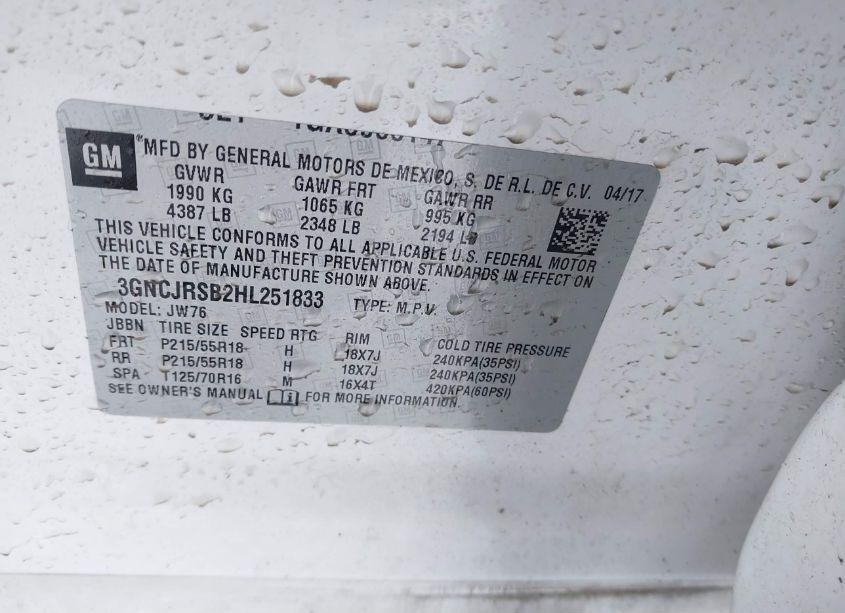 GM
"MFD BY GENERAL MOTORS DE MEXICO, S. DE R.L. DE C.V. 04/17
GVWR GAWR FRT GAWR RR
1990 KG 1065 KG 995 KG
4387 LB 2348 LB 2194 LB
THIS VEHICLE CONFORMS TO ALL APPLICABLE U.S. FEDERAL MOTOR
VEHICLE SAFETY AND THEFT PREVENTION STANDARDS IN EFFECT ON
THE DATE OF MANUFACTURE SHOWN ABOVE.
3GNCJRSB2HL251833 TYPE: M.P.V.
MODEL: JW76
JBBN TIRE SIZE SPEED RTG RIM COLD TIRE PRESSURE
FRT P215/55R18 H 18X7J 240KPA(35PSI)
RR P215/55R18 H 18X7J 240KPA(35PSI)
SPA T125/70R16 M 16X4T 420KPA(60PSI)
SEE OWNER'S MANUAL FOR MORE INFORMATION.